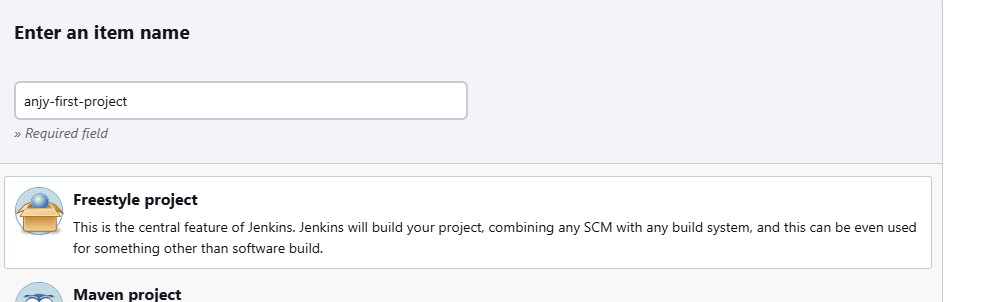 Enter an item name
anjy-first-project
» Required field
Freestyle project
This is the central feature of Jenkins. Jenkins will build your project, combining any SCM with any build system, and this can be even used
for something other than software build.
Maven project